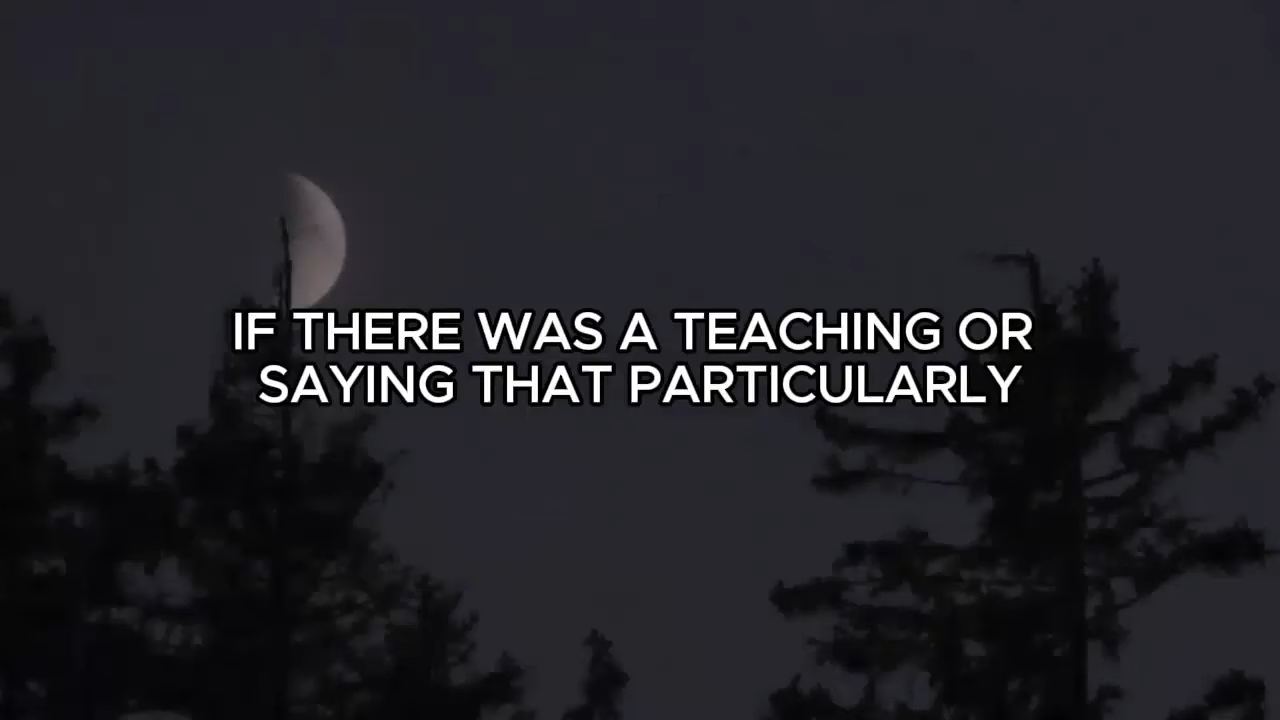 IF THERE WAS A TEACHING OR
SAYING THAT PARTICULARLY